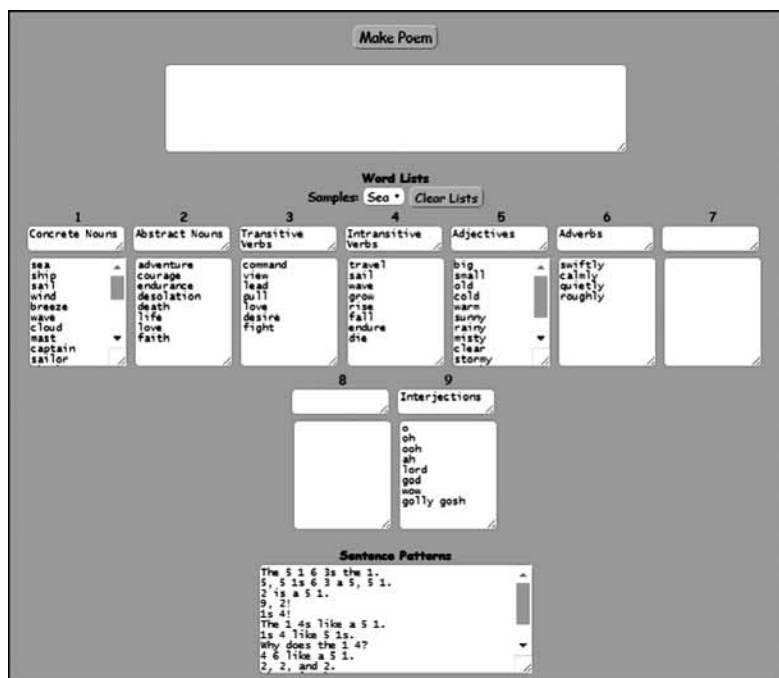 Make Poem
Word Lists
Samples: Sea Clear Lists
1 2 3 4 5 6 7
Concrete Nouns
Abstract Nouns
Transitive
Verbs
Intransitive
Verbs
Adjectives
Adverbs
sea
ship
sail
wind
breeze
wave
cloud
mast
captain
sailor
adventure
courage
endurance
desolation
death
life
love
faith
command
view
lead
pull
love
desire
fight
travel
sail
wave
grow
rise
fall
endure
die
big
small
old
cold
warm
sunny
rainy
misty
clear
stormy
swiftly
calmly
quietly
roughly
8 9
Interjections
o
oh
ooh
ah
lord
god
wow
golly gosh
Sentence Patterns
The 5 1 6 3s the 1.
5, 5 1s 6 3 a 5, 5 1.
2 is a 5 1.
9, 2!
1s 4!
The 1 4s like a 5 1.
1s 4 like 5 1s.
Why does the 1 4?
4 6 like a 5 1.
2, 2, and 2.